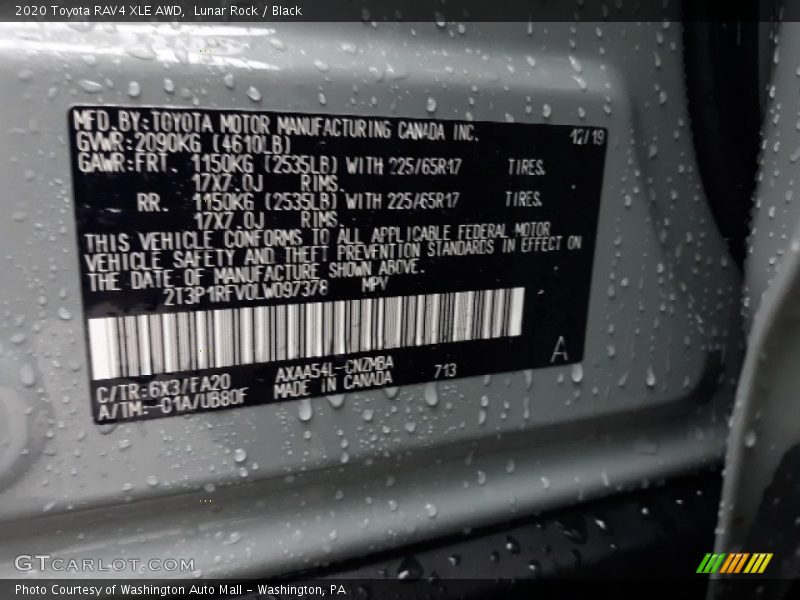 2020 Toyota RAV4 XLE AWD,  Lunar Rock / Black
MFD. BY: TOYOTA MOTOR MANUFACTURING CANADA INC. 12/19
GVWR: 2090KG (4610LB)
GAWR: FRT. 1150KG (2535LB) WITH 225/65R17 TIRES.
17X7.0J RIMS.
RR. 1150KG (2535LB) WITH 225/65R17 TIRES.
17X7.0J RIMS.
THIS VEHICLE CONFORMS TO ALL APPLICABLE FEDERAL MOTOR
VEHICLE SAFETY AND THEFT PREVENTION STANDARDS IN EFFECT ON
THE DATE OF MANUFACTURE SHOWN ABOVE.
2T3P1RFV0LW097378 MPV
A
C/TR: 6X3/FA20 AXAA54L-CNZMBA 713
A/TM: -01A/UB80F MADE IN CANADA
GTCARLOT.COM
Photo Courtesy of Washington Auto Mall - Washington, PA